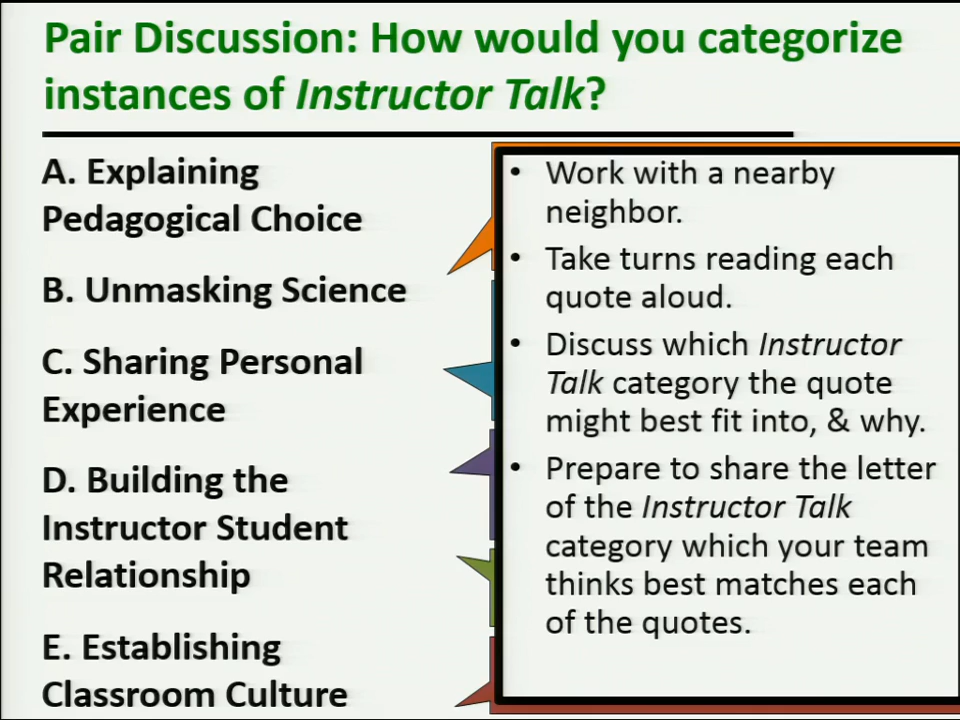 Pair Discussion: How would you categorize
instances of Instructor Talk?
A. Explaining
Pedagogical Choice
B. Unmasking Science
C. Sharing Personal
Experience
D. Building the
Instructor Student
Relationship
E. Establishing
Classroom Culture
• Work with a nearby
neighbor.
• Take turns reading each
quote aloud.
• Discuss which Instructor
Talk category the quote
might best fit into, & why.
• Prepare to share the letter
of the Instructor Talk
category which your team
thinks best matches each
of the quotes.